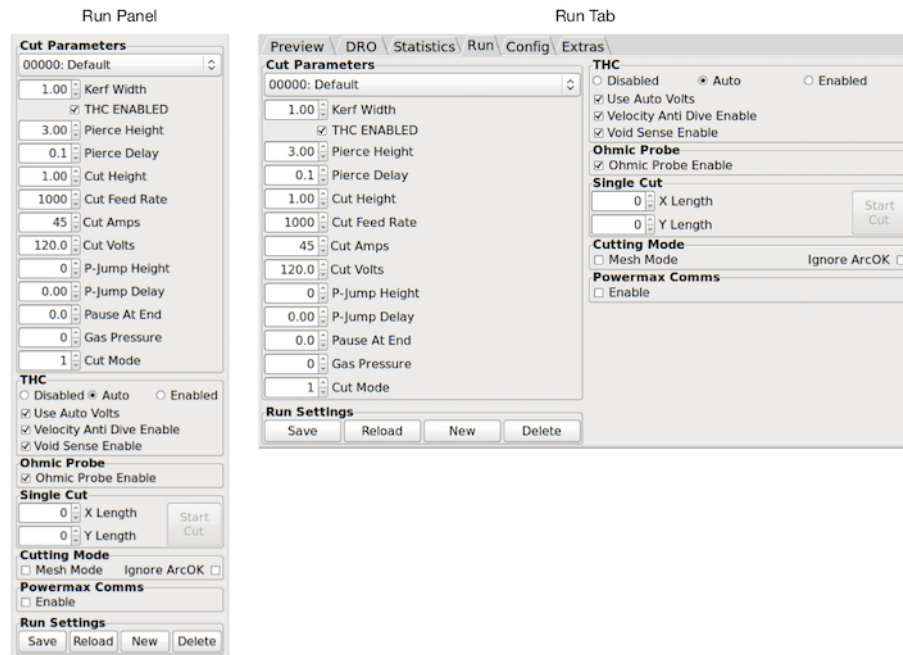 Run Panel
Cut Parameters
00000: Default
1.00 Kerf Width
THC ENABLED
3.00 Pierce Height
0.1 Pierce Delay
1.00 Cut Height
1000 Cut Feed Rate
45 Cut Amps
120.0 Cut Volts
0 P-Jump Height
0.00 P-Jump Delay
0.0 Pause At End
0 Gas Pressure
1 Cut Mode
THC
Disabled Auto Enabled
Use Auto Volts
Velocity Anti Dive Enable
Void Sense Enable
Ohmic Probe
Ohmic Probe Enable
Single Cut
0 X Length
0 Y Length
Start
Cut
Cutting Mode
Mesh Mode Ignore ArcOK
Powermax Comms
Enable
Run Settings
Save Reload New Delete
Run Tab
Preview DRO Statistics Run Config Extras
Cut Parameters
00000: Default
1.00 Kerf Width
THC ENABLED
3.00 Pierce Height
0.1 Pierce Delay
1.00 Cut Height
1000 Cut Feed Rate
45 Cut Amps
120.0 Cut Volts
0 P-Jump Height
0.00 P-Jump Delay
0.0 Pause At End
0 Gas Pressure
1 Cut Mode
Run Settings
Save Reload New Delete
THC
Disabled Auto Enabled
Use Auto Volts
Velocity Anti Dive Enable
Void Sense Enable
Ohmic Probe
Ohmic Probe Enable
Single Cut
0 X Length
0 Y Length
Start
Cut
Cutting Mode
Mesh Mode Ignore ArcOK
Powermax Comms
Enable